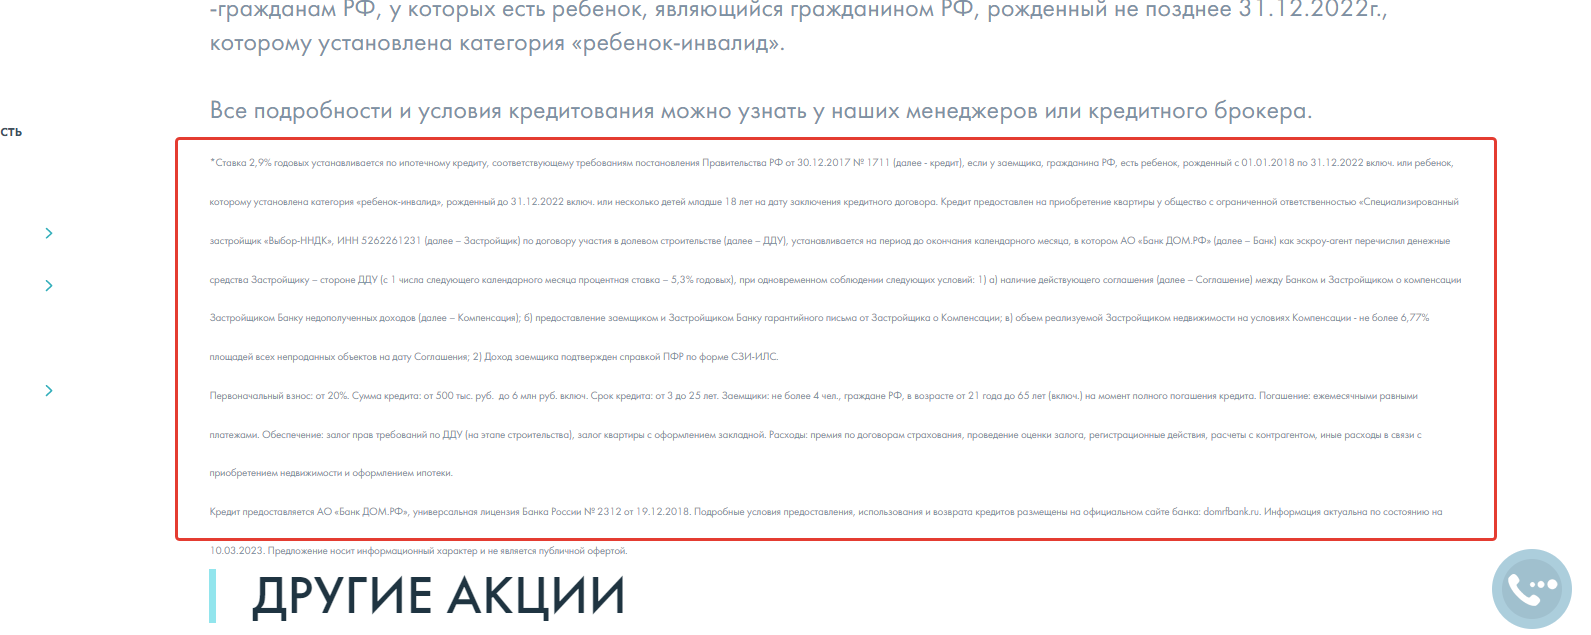 -гражданам РФ, у которых есть ребенок, являющийся гражданином РФ, рожденный не позднее 31.12.2022г.,
которому установлена категория «ребенок-инвалид».
Все подробности и условия кредитования можно узнать у наших менеджеров или кредитного брокера.
сть
*Ставка 2,9% годовых устанавливается по ипотечному кредиту, соответствующему требованиям постановления Правительства РФ от 30.12.2017 № 1711 (далее - кредит), если у заемщика, гражданина РФ, есть ребенок, рожденный с 01.01.2018 по 31.12.2022 включ. или ребенок,
которому установлена категория «ребенок-инвалид», рожденный до 31.12.2022 включ. или несколько детей младше 18 лет на дату заключения кредитного договора. Кредит предоставлен на приобретение квартиры у общество с ограниченной ответственностью «Специализированный
застройщик «Выбор-ННДК», ИНН 5262261231 (далее – Застройщик) по договору участия в долевом строительстве (далее – ДДУ), устанавливается на период до окончания календарного месяца, в котором АО «Банк ДОМ.РФ» (далее – Банк) как эскроу-агент перечислил денежные
средства Застройщику – стороне ДДУ (с 1 числа следующего календарного месяца процентная ставка – 5,3% годовых), при одновременном соблюдении следующих условий: 1) а) наличие действующего соглашения (далее – Соглашение) между Банком и Застройщиком о компенсации
Застройщиком Банку недополученных доходов (далее – Компенсация); б) предоставление заемщиком и Застройщиком Банку гарантийного письма от Застройщика о Компенсации; в) объем реализуемой Застройщиком недвижимости на условиях Компенсации - не более 6,77%
площадей всех непроданных объектов на дату Соглашения; 2) Доход заемщика подтвержден справкой ПФР по форме СЗИ-ИЛС.
Первоначальный взнос: от 20%. Сумма кредита: от 500 тыс. руб. до 6 млн руб. включ. Срок кредита: от 3 до 25 лет. Заемщики: не более 4 чел., граждане РФ, в возрасте от 21 года до 65 лет (включ.) на момент полного погашения кредита. Погашение: ежемесячными равными
платежами. Обеспечение: залог прав требований по ДДУ (на этапе строительства), залог квартиры с оформлением закладной. Расходы: премия по договорам страхования, проведение оценки залога, регистрационные действия, расчеты с контрагентом, иные расходы в связи с
приобретением недвижимости и оформлением ипотеки.
Кредит предоставляется АО «Банк ДОМ.РФ», универсальная лицензия Банка России № 2312 от 19.12.2018. Подробные условия предоставления, использования и возврата кредитов размещены на официальном сайте банка: domrfbank.ru. Информация актуальна по состоянию на
10.03.2023. Предложение носит информационный характер и не является публичной офертой.
ДРУГИЕ АКЦИИ